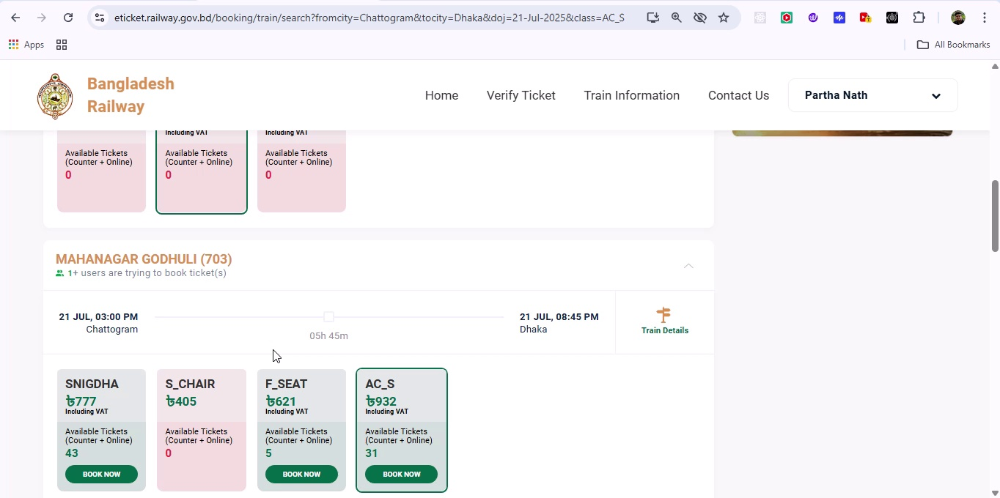 eticket.railway.gov.bd/booking/train/search?fromcity=Chattogram&tocity=Dhaka&doj=21-Jul-2025&class=AC_S
Apps
All Bookmarks
Bangladesh
Railway
Home
Verify Ticket
Train Information
Contact Us
Partha Nath
Including VAT
Including VAT
Available Tickets
(Counter + Online)
0
Available Tickets
(Counter + Online)
0
Available Tickets
(Counter + Online)
0
MAHANAGAR GODHULI (703)
1+ users are trying to book ticket(s)
21 JUL, 03:00 PM
Chattogram
05h 45m
21 JUL, 08:45 PM
Dhaka
Train Details
SNIGDHA
৳777
Including VAT
Available Tickets
(Counter + Online)
43
BOOK NOW
S_CHAIR
৳405
Available Tickets
(Counter + Online)
0
F_SEAT
৳621
Including VAT
Available Tickets
(Counter + Online)
5
BOOK NOW
AC_S
৳932
Including VAT
Available Tickets
(Counter + Online)
31
BOOK NOW